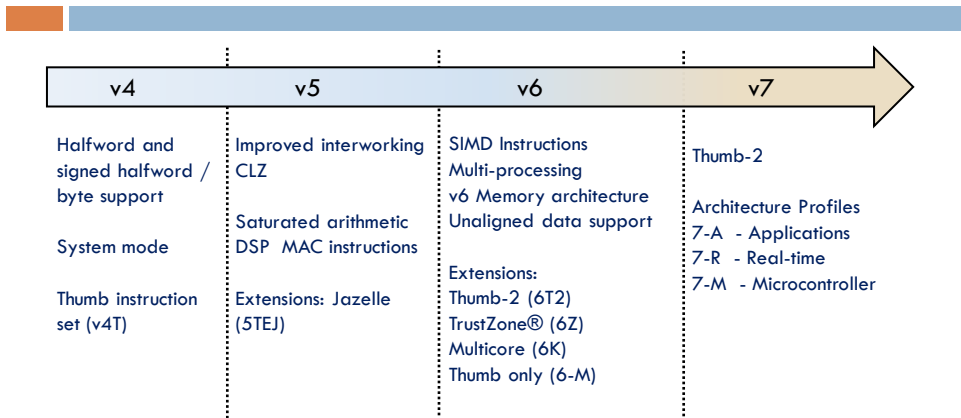 v4
v5
v6
v7
Halfword and
signed halfword /
byte support
System mode
Thumb instruction
set (v4T)
Improved interworking
CLZ
Saturated arithmetic
DSP MAC instructions
Extensions: Jazelle
(5TEJ)
SIMD Instructions
Multi-processing
v6 Memory architecture
Unaligned data support
Extensions:
Thumb-2 (6T2)
TrustZone® (6Z)
Multicore (6K)
Thumb only (6-M)
Thumb-2
Architecture Profiles
7-A - Applications
7-R - Real-time
7-M - Microcontroller